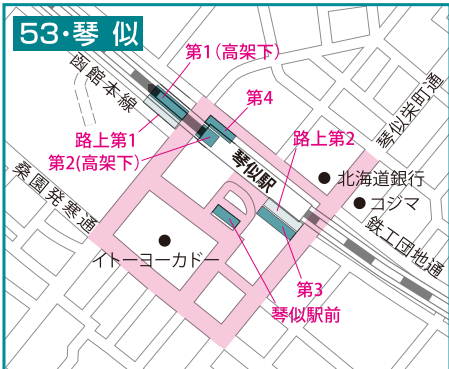 53・琴似
第1(高架下)
函館本線
第4
路上第1
第2(高架下)
琴似栄町通
路上第2
琴似駅
北海道銀行
コジマ
桑園発寒通
鉄工団地通
イトーヨーカドー
第3
琴似駅前